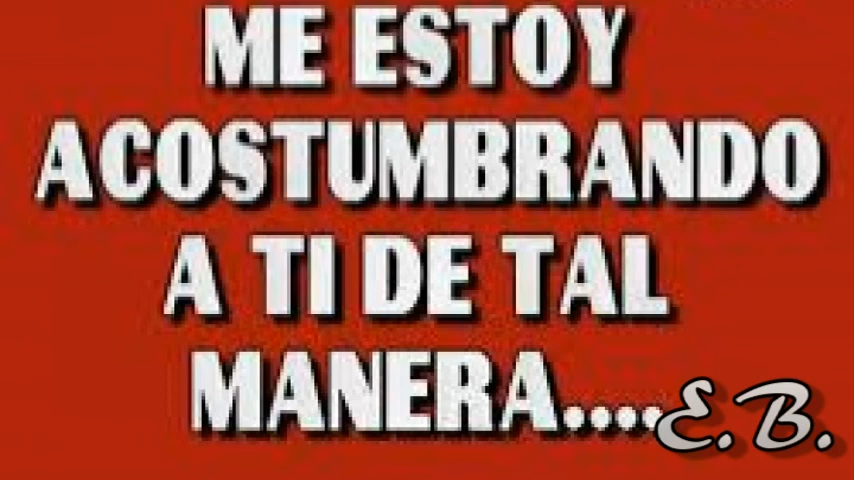 ME ESTOY
ACOSTUMBRANDO
A TI DE TAL
MANERA....
E.B.